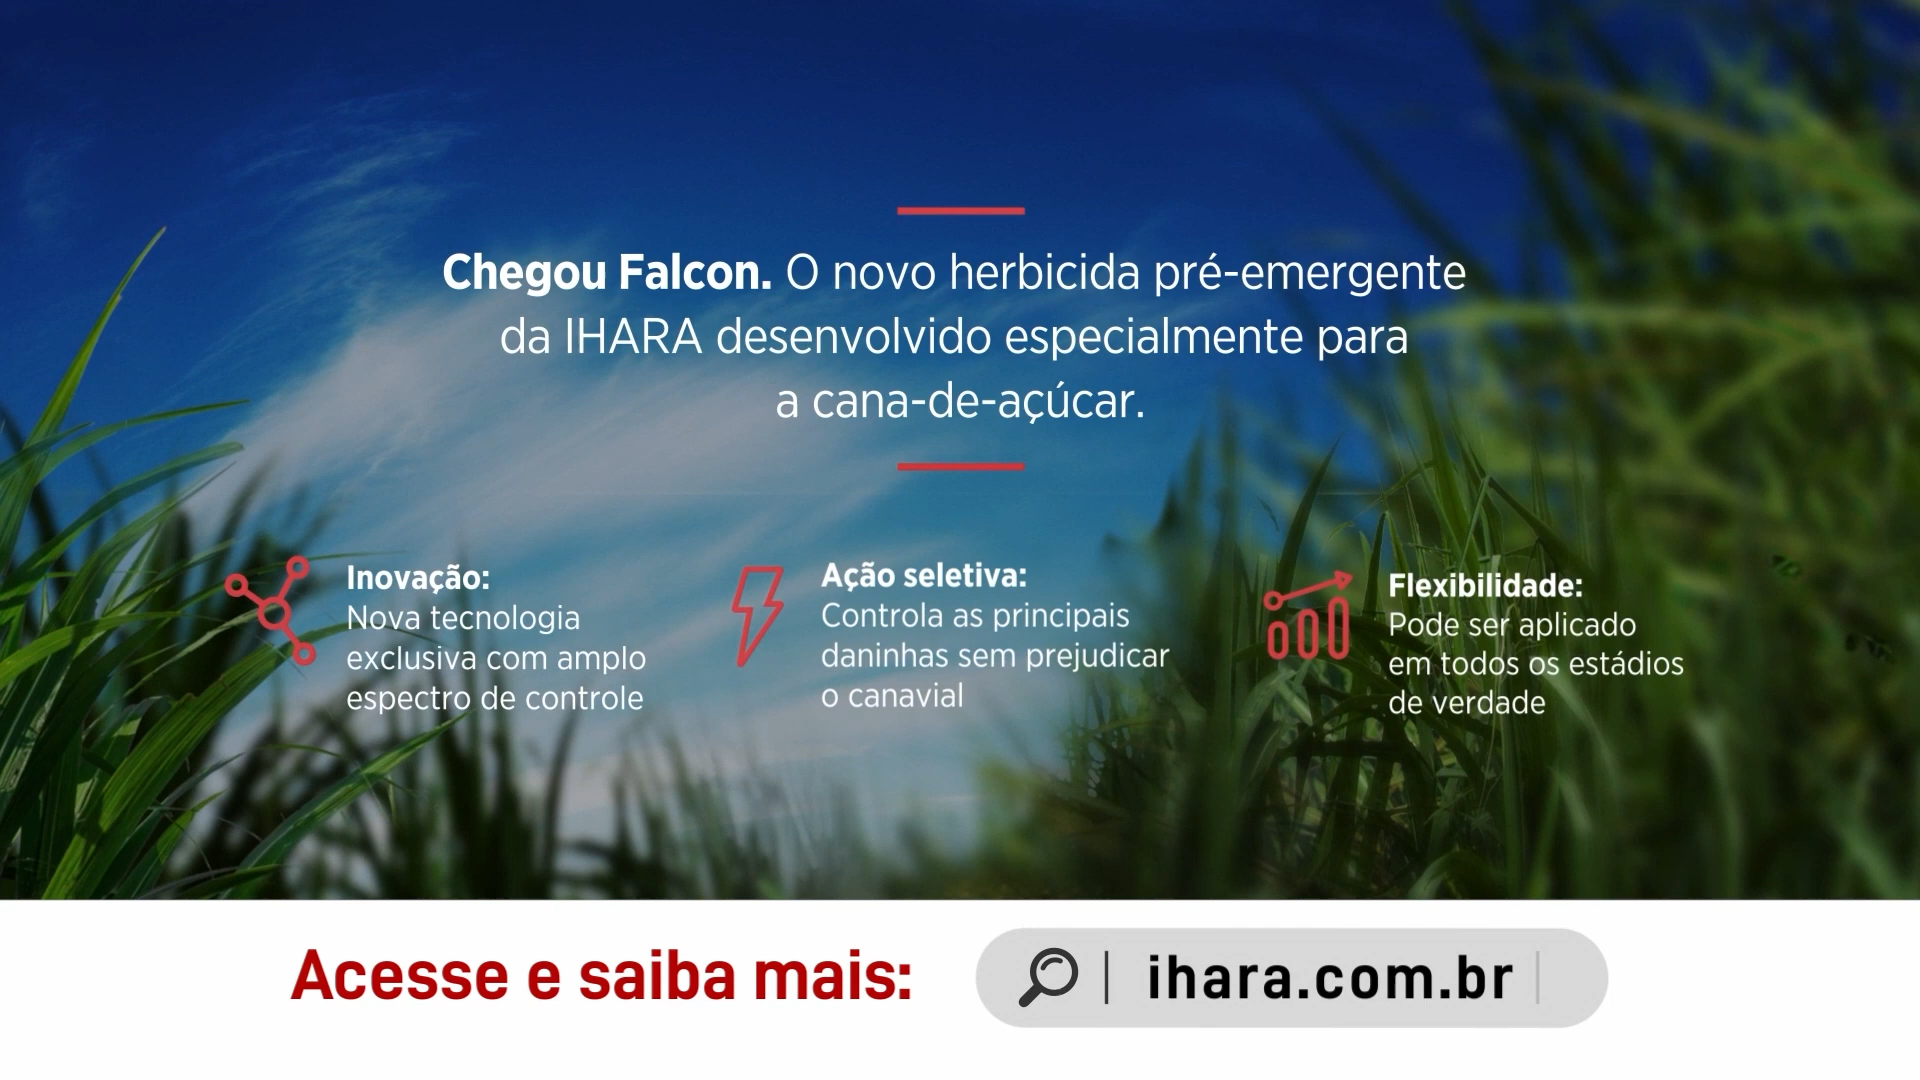 Chegou Falcon. O novo herbicida pré-emergente
da IHARA desenvolvido especialmente para
a cana-de-açúcar.
Inovação:
Nova tecnologia
exclusiva com amplo
espectro de controle
Ação seletiva:
Controla as principais
daninhas sem prejudicar
o canavial
Flexibilidade:
Pode ser aplicado
em todos os estádios
de verdade
Acesse e saiba mais:
ihara.com.br